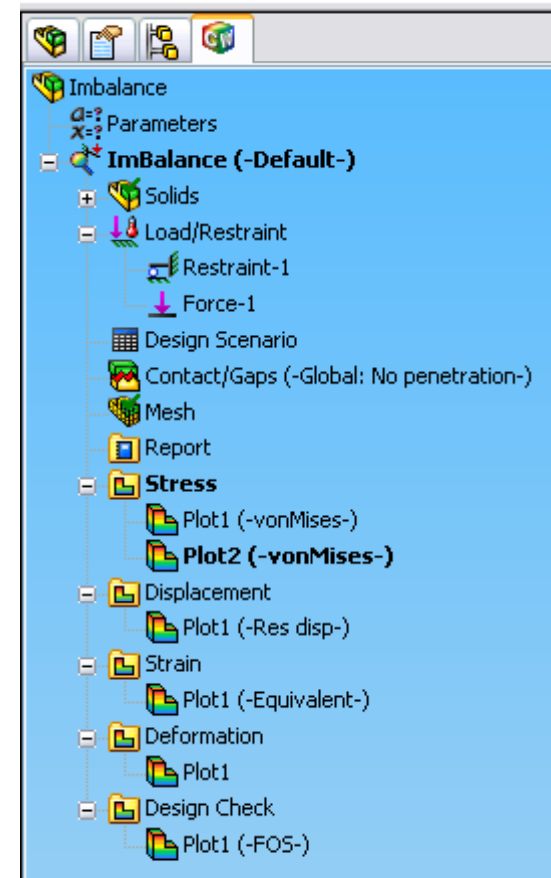 Imbalance
a=?
x=? Parameters
ImBalance (-Default-)
Solids
Load/Restraint
Restraint-1
Force-1
Design Scenario
Contact/Gaps (-Global: No penetration-)
Mesh
Report
Stress
Plot1 (-vonMises-)
Plot2 (-vonMises-)
Displacement
Plot1 (-Res disp-)
Strain
Plot1 (-Equivalent-)
Deformation
Plot1
Design Check
Plot1 (-FOS-)